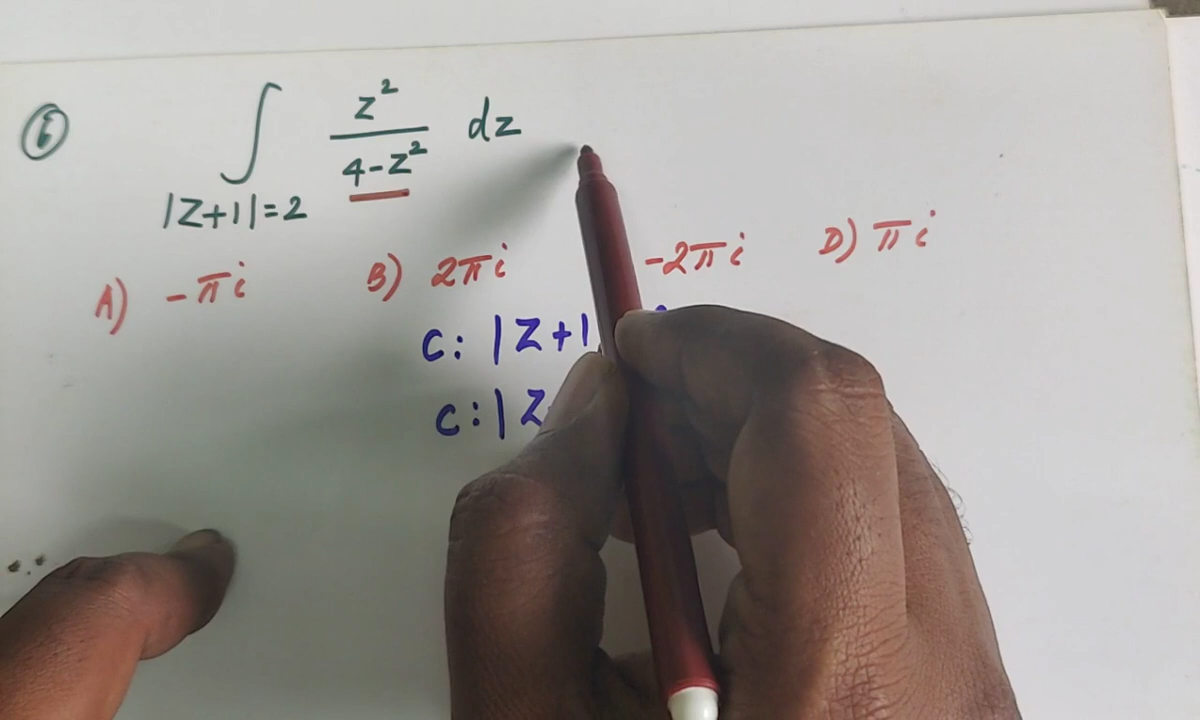 ⑥ ∫ z² / 4-z² dz
|z+1|=2
A) -πi B) 2πi -2πi D) πi
C: |z+1
C: |z